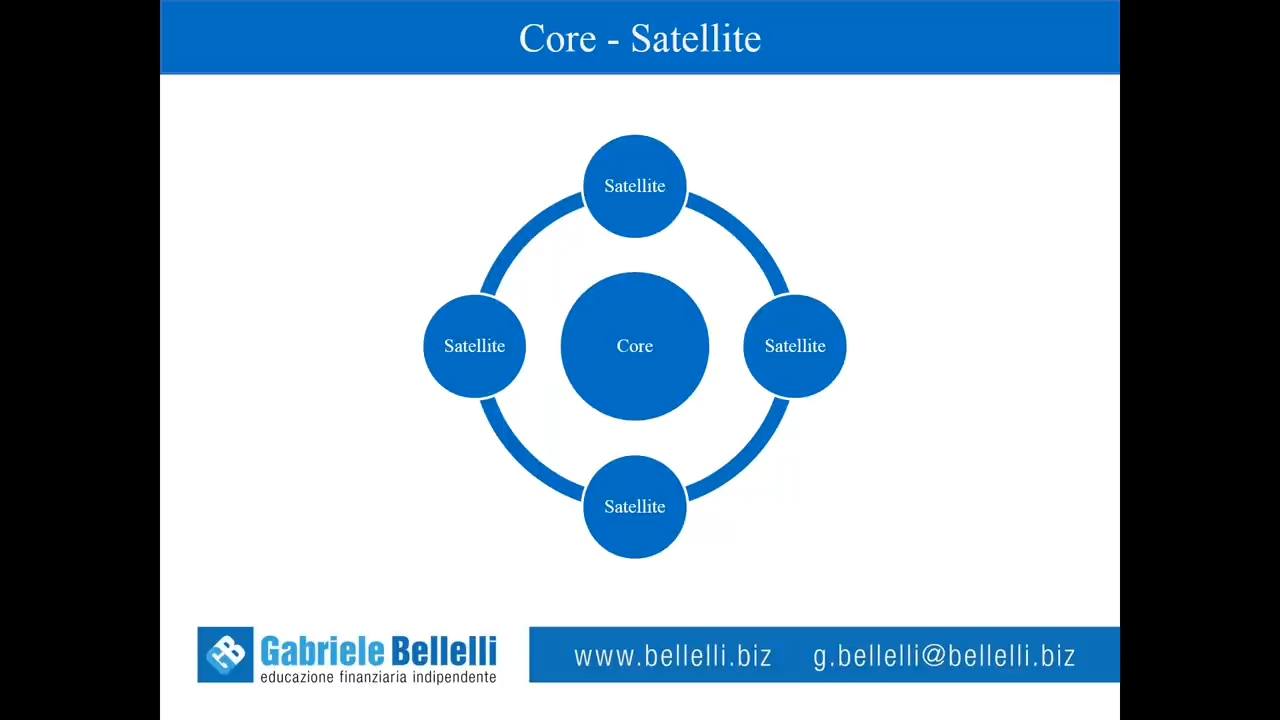 Core - Satellite
Satellite
Satellite
Core
Satellite
Satellite
Gabriele Bellelli
educazione finanziaria indipendente
www.bellelli.biz g.bellelli@bellelli.biz